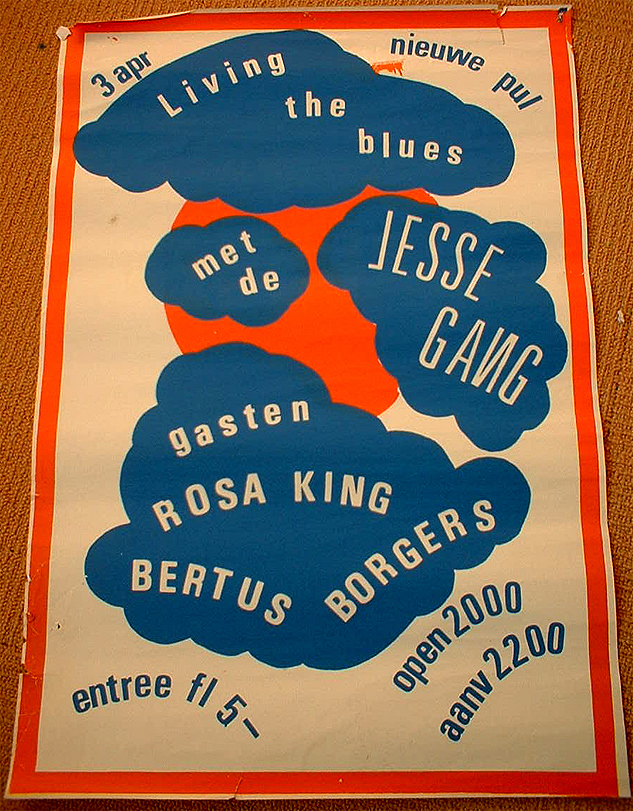 3 apr
nieuwe pul
Living
the
blues
met
de
JESSE
GANG
gasten
ROSA KING
BERTUS BORGERS
open 2000
aanv 2200
entree fl 5-